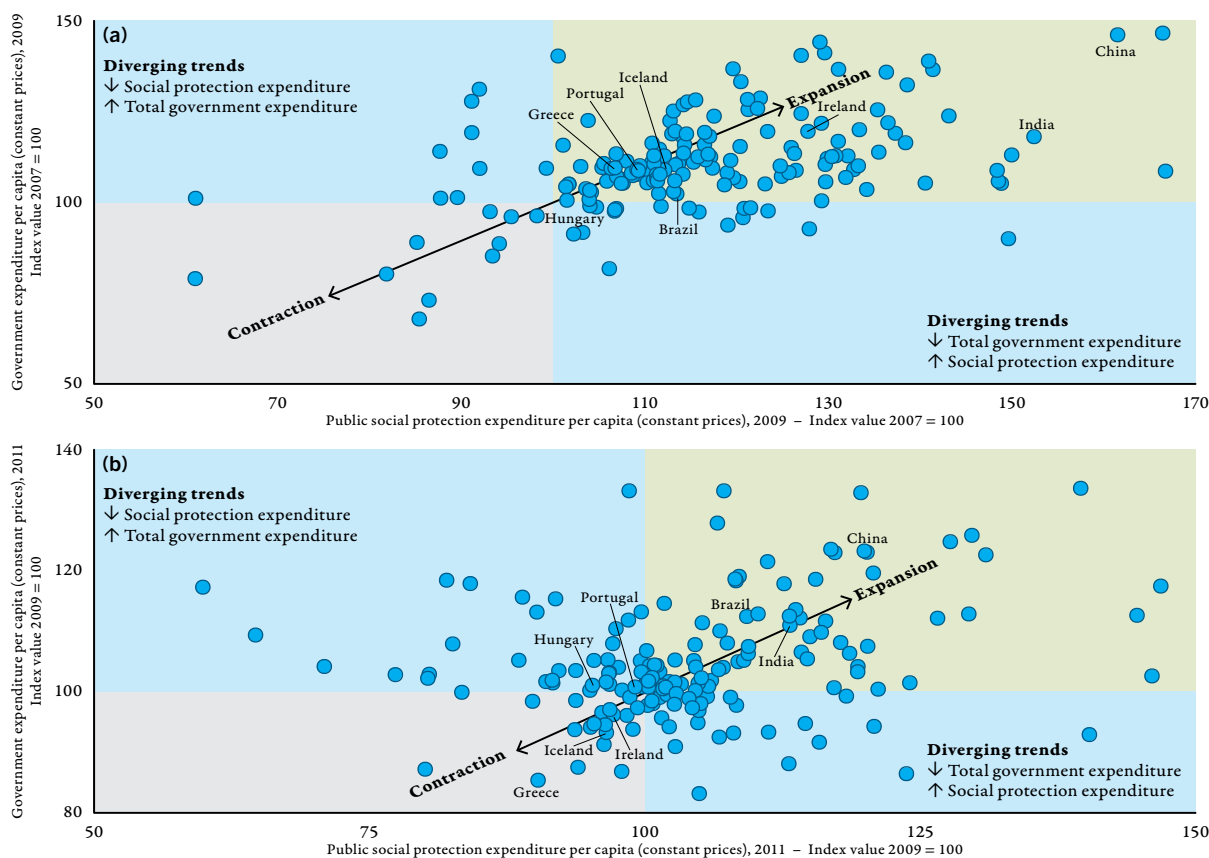 (a)
Diverging trends
↓ Social protection expenditure
↑ Total government expenditure
Government expenditure per capita (constant prices), 2009
Index value 2007 = 100
150
100
50
China
Iceland
Portugal
Greece
Expansion
Ireland
India
Hungary
Brazil
Contraction
Diverging trends
↓ Total government expenditure
↑ Social protection expenditure
50
70
90
110
130
150
170
Public social protection expenditure per capita (constant prices), 2009 – Index value 2007 = 100
(b)
Diverging trends
↓ Social protection expenditure
↑ Total government expenditure
Government expenditure per capita (constant prices), 2011
Index value 2009 = 100
140
120
100
80
China
Expansion
Portugal
Brazil
Hungary
India
Iceland
Ireland
Contraction
Greece
Diverging trends
↓ Total government expenditure
↑ Social protection expenditure
50
75
100
125
150
Public social protection expenditure per capita (constant prices), 2011 – Index value 2009 = 100